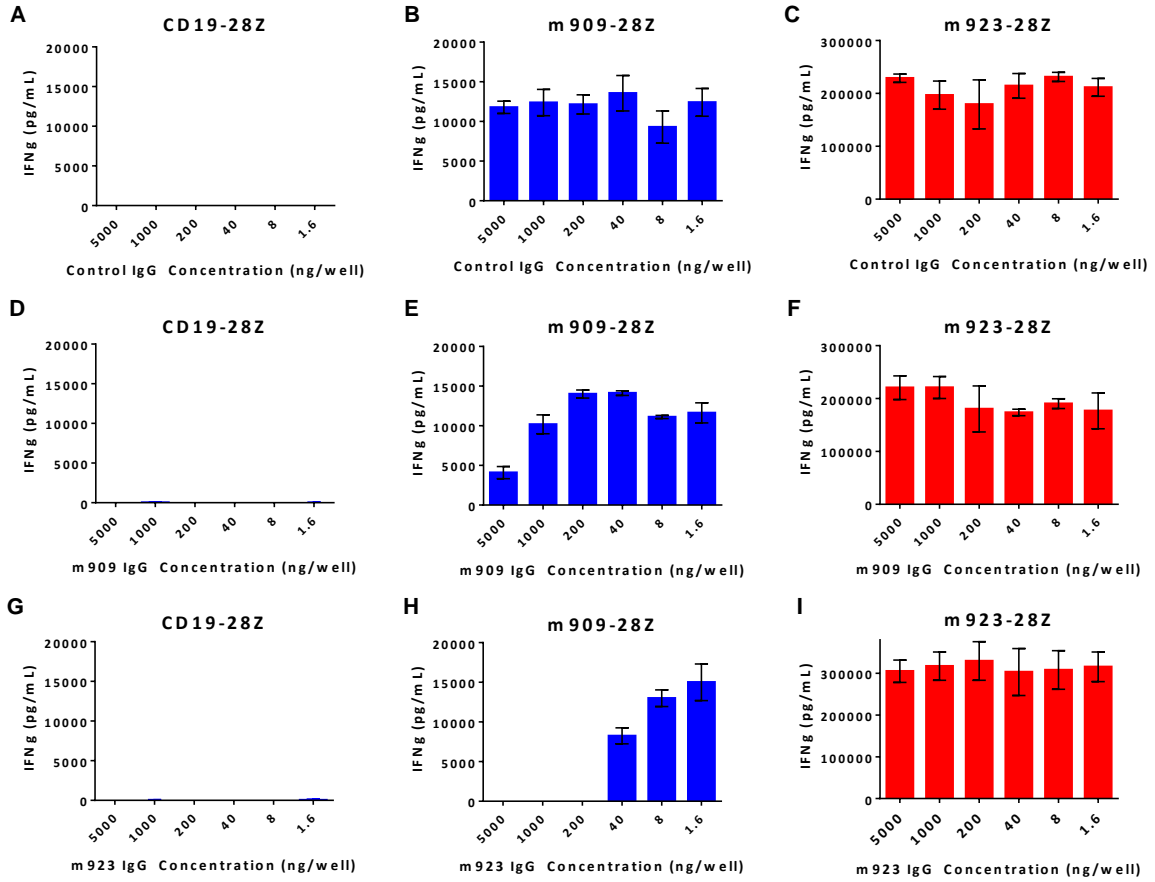 A
CD19-28Z
IFNg (pg/mL)
20000
15000
10000
5000
0
5000 1000 200 40 8 1.6
Control IgG Concentration (ng/well)
B
m909-28Z
IFNg (pg/mL)
20000
15000
10000
5000
0
5000 1000 200 40 8 1.6
Control IgG Concentration (ng/well)
C
m923-28Z
IFNg (pg/mL)
300000
200000
100000
0
5000 1000 200 40 8 1.6
Control IgG Concentration (ng/well)
D
CD19-28Z
IFNg (pg/mL)
20000
15000
10000
5000
0
5000 1000 200 40 8 1.6
m909 IgG Concentration (ng/well)
E
m909-28Z
IFNg (pg/mL)
20000
15000
10000
5000
0
5000 1000 200 40 8 1.6
m909 IgG Concentration (ng/well)
F
m923-28Z
IFNg (pg/mL)
300000
200000
100000
0
5000 1000 200 40 8 1.6
m909 IgG Concentration (ng/well)
G
CD19-28Z
IFNg (pg/mL)
20000
15000
10000
5000
0
5000 1000 200 40 8 1.6
m923 IgG Concentration (ng/well)
H
m909-28Z
IFNg (pg/mL)
20000
15000
10000
5000
0
5000 1000 200 40 8 1.6
m923 IgG Concentration (ng/well)
I
m923-28Z
IFNg (pg/mL)
300000
200000
100000
0
5000 1000 200 40 8 1.6
m923 IgG Concentration (ng/well)